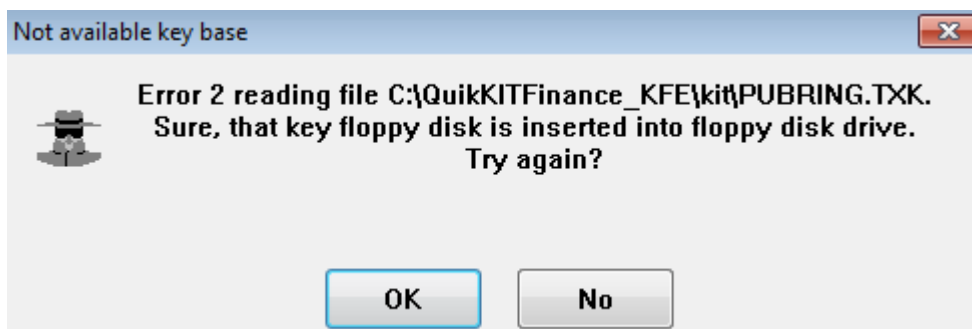 Not available key base
Error 2 reading file C:\QuikKITFinance_KFE\kit\PUBRING.TXK.
Sure, that key floppy disk is inserted into floppy disk drive.
Try again?
OK
No